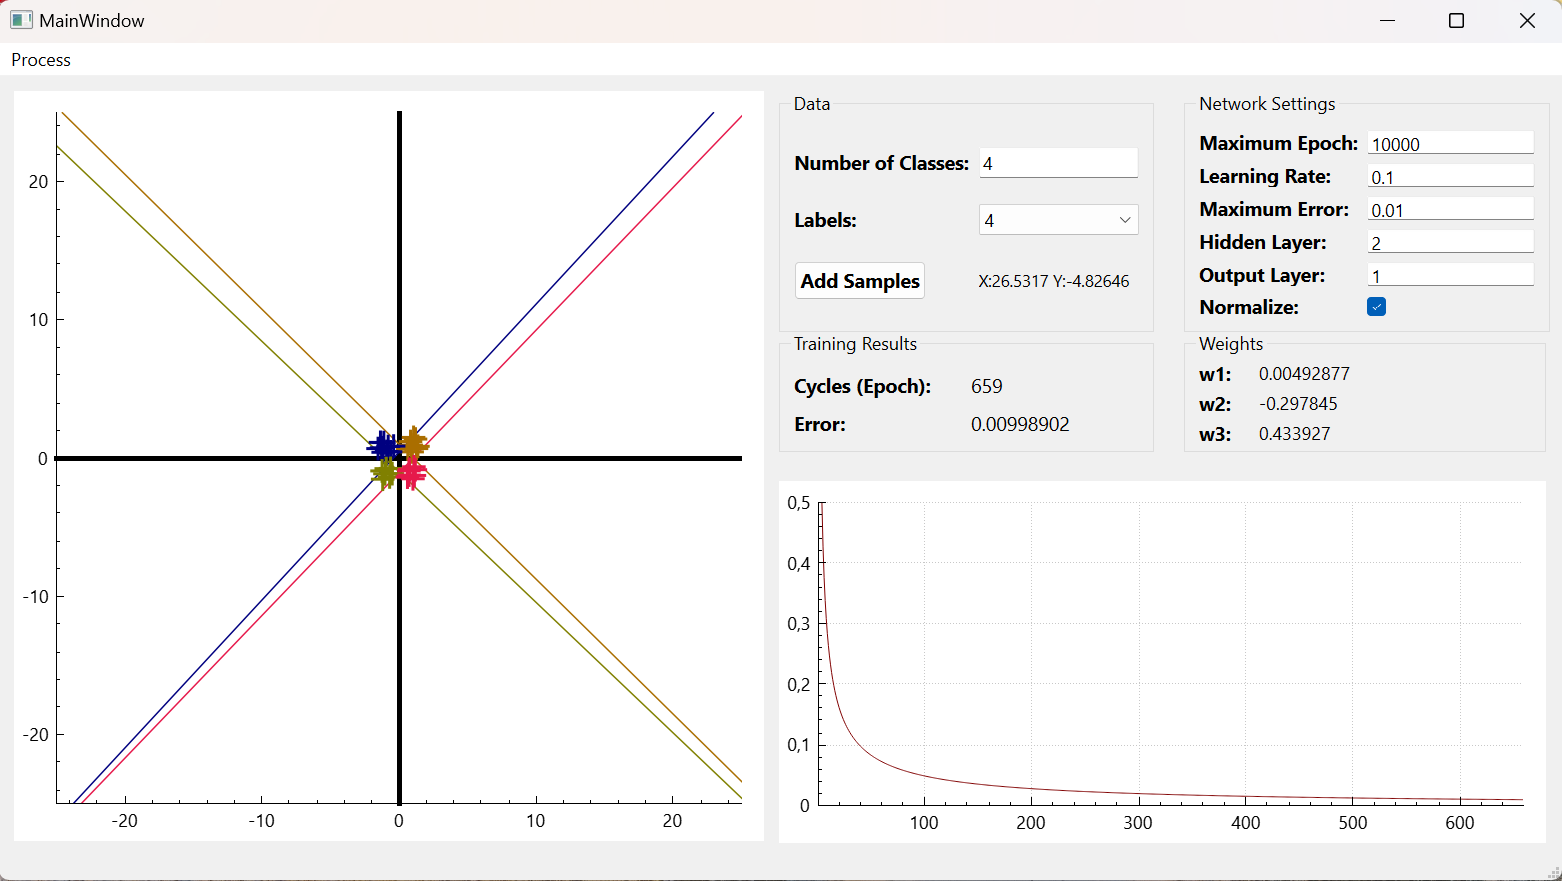 MainWindow
Process
20
10
0
-10
-20
-20
-10
0
10
20
Data
Number of Classes: 4
Labels: 4
Add Samples X:26.5317 Y:-4.82646
Network Settings
Maximum Epoch: 10000
Learning Rate: 0.1
Maximum Error: 0.01
Hidden Layer: 2
Output Layer: 1
Normalize:
Training Results
Cycles (Epoch): 659
Error: 0.00998902
Weights
w1: 0.00492877
w2: -0.297845
w3: 0.433927
0,5
0,4
0,3
0,2
0,1
0
100
200
300
400
500
600